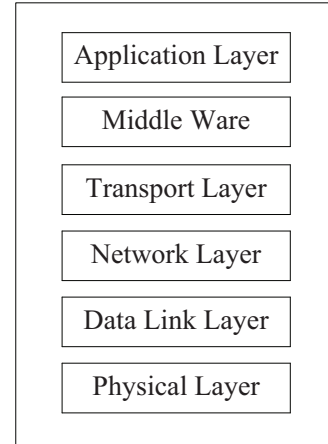 Application Layer
Middle Ware
Transport Layer
Network Layer
Data Link Layer
Physical Layer